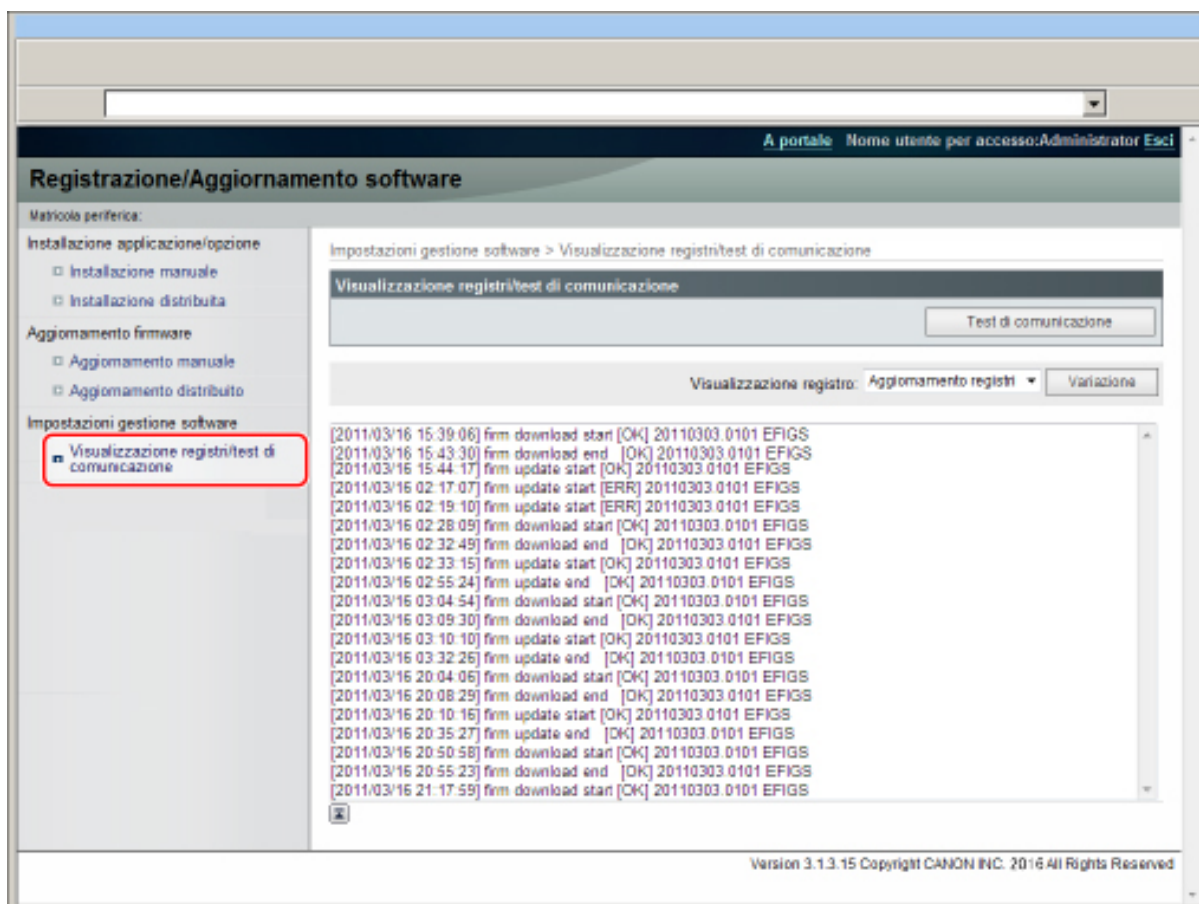 A portale Nome utente per accesso:Administrator Esci
Registrazione/Aggiornamento software
Matricola periferica:
Installazione applicazione/opzione
Installazione manuale
Installazione distribuita
Aggiornamento firmware
Aggiornamento manuale
Aggiornamento distribuito
Impostazioni gestione software
Visualizzazione registri/test di
comunicazione
Impostazioni gestione software > Visualizzazione registri/test di comunicazione
Visualizzazione registri/test di comunicazione
Test di comunicazione
Visualizzazione registro: Aggiornamento registri Variazione
[2011/03/16 15:39:06] firm download start [OK] 20110303.0101 EFIGS
[2011/03/16 15:43:30] firm download end [OK] 20110303.0101 EFIGS
[2011/03/16 15:44:17] firm update start [OK] 20110303.0101 EFIGS
[2011/03/16 02:17:07] firm update start [ERR] 20110303.0101 EFIGS
[2011/03/16 02:19:10] firm update start [ERR] 20110303.0101 EFIGS
[2011/03/16 02:28:09] firm download start [OK] 20110303.0101 EFIGS
[2011/03/16 02:32:49] firm download end [OK] 20110303.0101 EFIGS
[2011/03/16 02:33:15] firm update start [OK] 20110303.0101 EFIGS
[2011/03/16 02:55:24] firm update end [OK] 20110303.0101 EFIGS
[2011/03/16 03:04:54] firm download start [OK] 20110303.0101 EFIGS
[2011/03/16 03:09:30] firm download end [OK] 20110303.0101 EFIGS
[2011/03/16 03:10:10] firm update start [OK] 20110303.0101 EFIGS
[2011/03/16 03:32:26] firm update end [OK] 20110303.0101 EFIGS
[2011/03/16 20:04:06] firm download start [OK] 20110303.0101 EFIGS
[2011/03/16 20:08:29] firm download end [OK] 20110303.0101 EFIGS
[2011/03/16 20:10:16] firm update start [OK] 20110303.0101 EFIGS
[2011/03/16 20:35:27] firm update end [OK] 20110303.0101 EFIGS
[2011/03/16 20:50:58] firm download start [OK] 20110303.0101 EFIGS
[2011/03/16 20:55:23] firm download end [OK] 20110303.0101 EFIGS
[2011/03/16 21:17:59] firm download start [OK] 20110303.0101 EFIGS
Version 3.1.3.15 Copyright CANON INC. 2016 All Rights Reserved